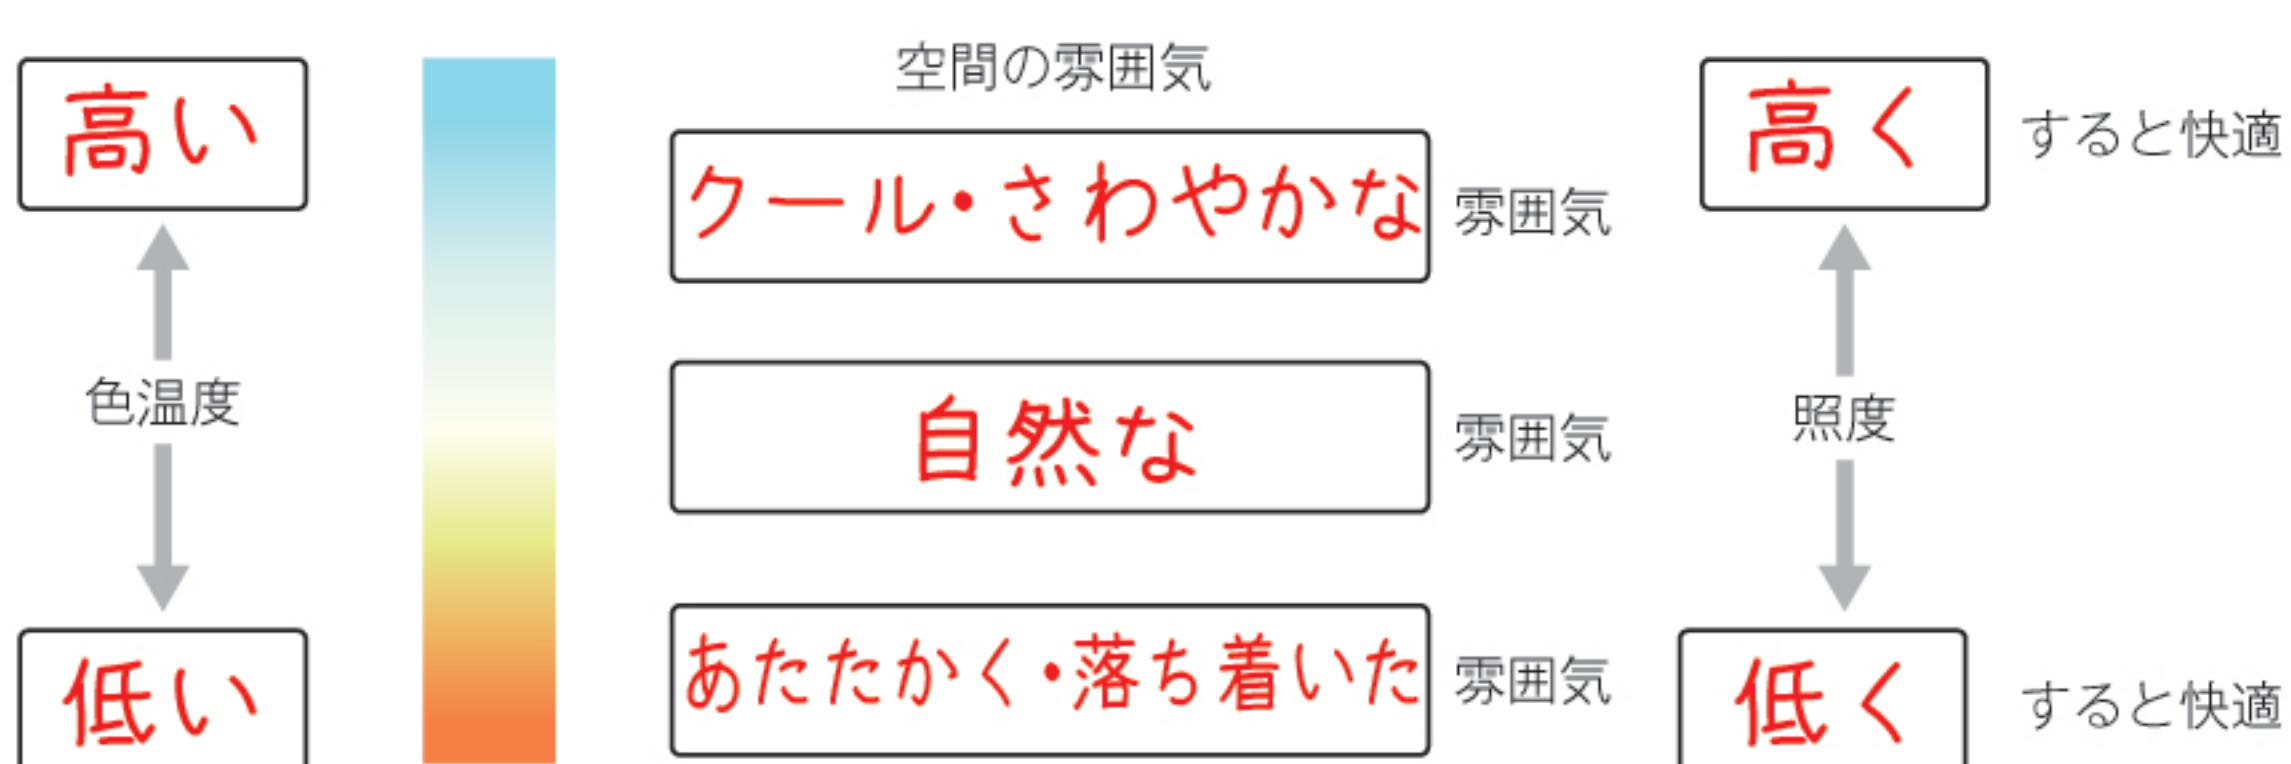 空間の雰囲気
高い
高く すると快適
クール・さわやかな 雰囲気
色温度
自然な 雰囲気
照度
低い
あたたかく・落ち着いた 雰囲気
低く すると快適